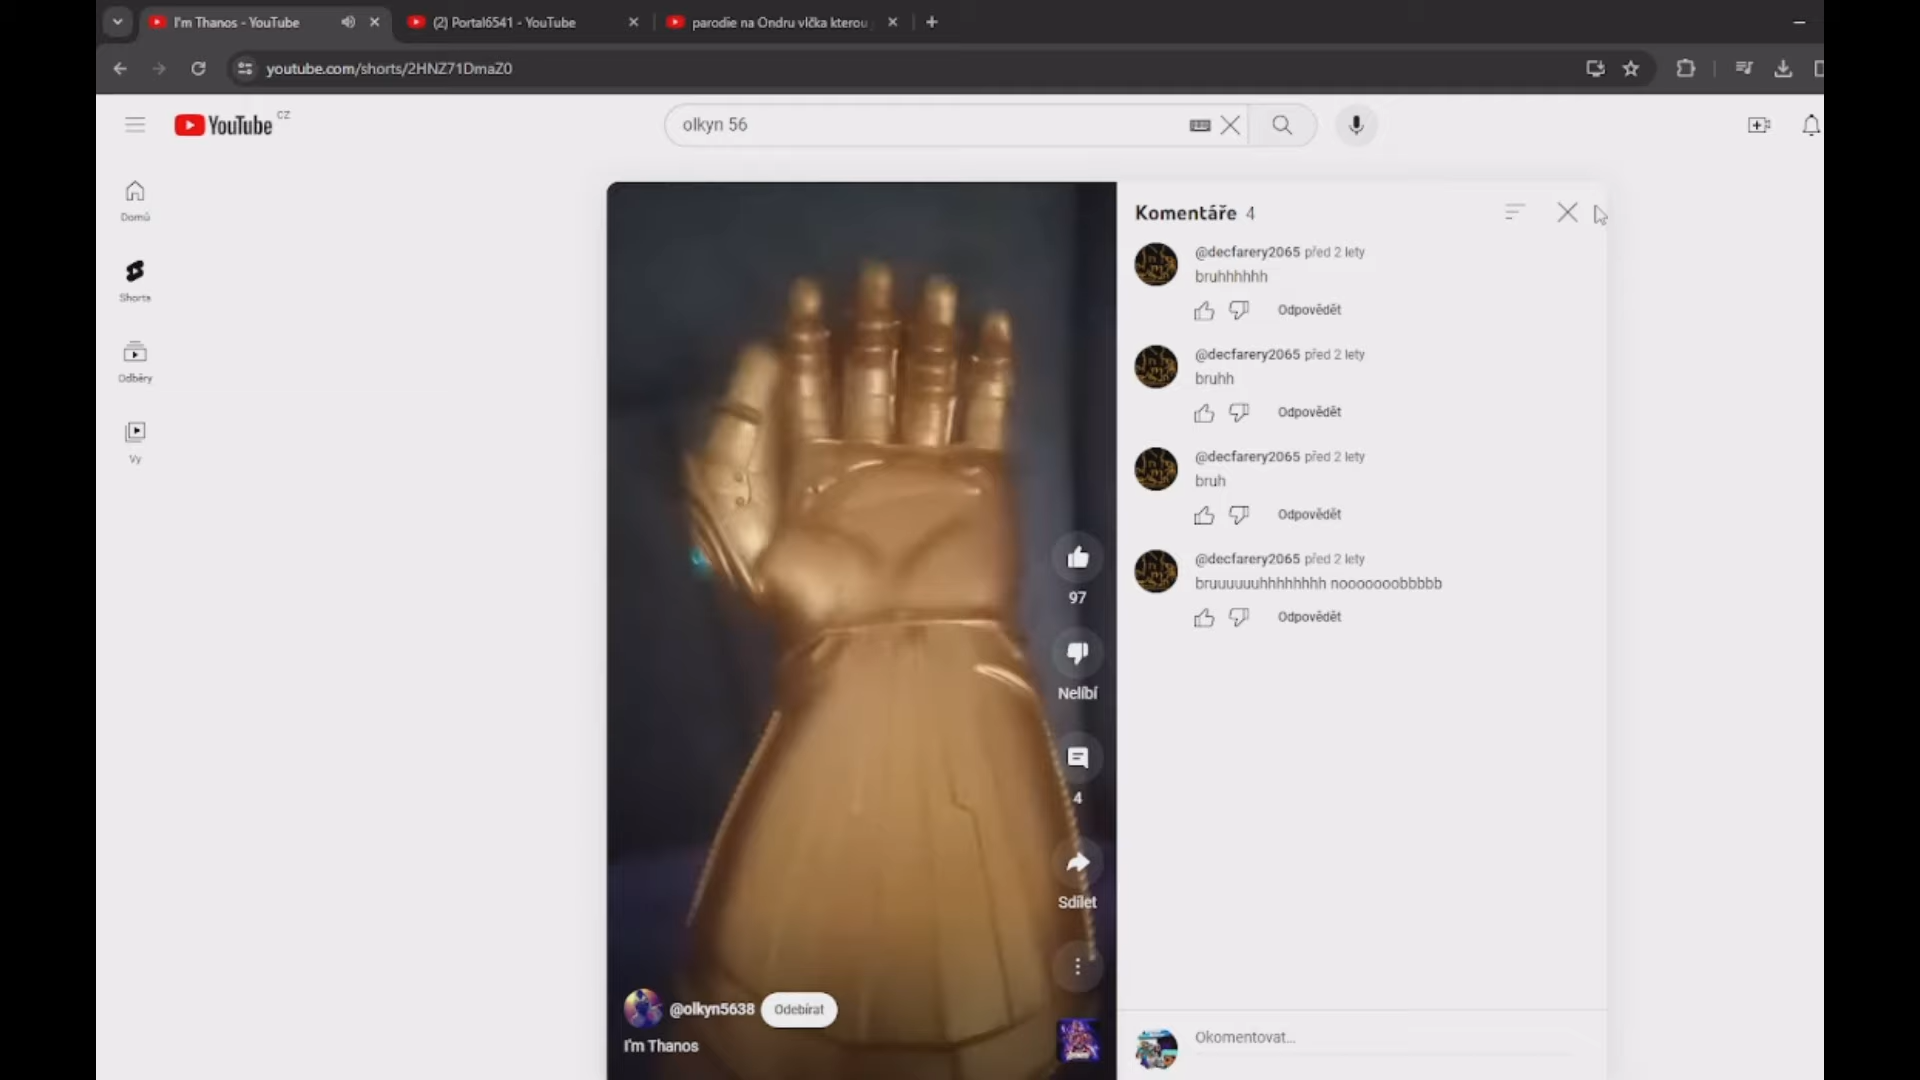 I'm Thanos - YouTube
(2) Portal6541 - YouTube
parodie na Ondru vlčka kterou
youtube.com/shorts/2HNZ71DmaZ0
YouTube CZ
olkyn 56
Domů
Shorts
Odběry
Vy
Komentáře 4
@decfarery2065 před 2 lety
bruhhhhhh
Odpovědět
@decfarery2065 před 2 lety
bruhh
Odpovědět
@decfarery2065 před 2 lety
bruh
Odpovědět
@decfarery2065 před 2 lety
bruuuuuuhhhhhhhh nooooooobbbbb
Odpovědět
97
Nelíbí
4
Sdílet
@olkyn5638
Odebírat
I'm Thanos
Okomentovat...